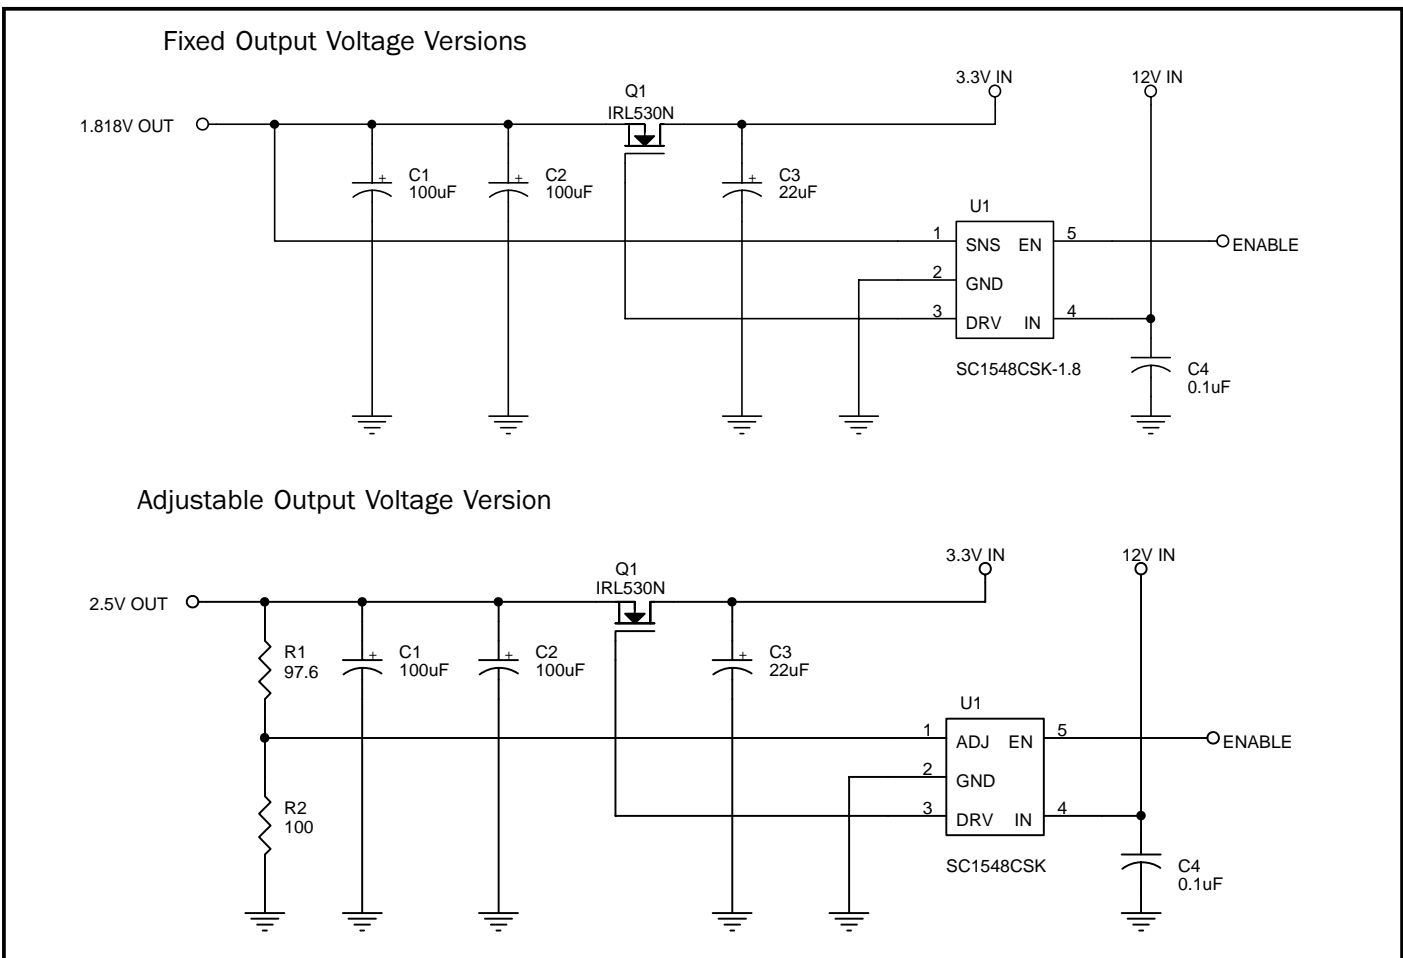 Fixed Output Voltage Versions
3.3V IN
12V IN
Q1
IRL530N
1.818V OUT
+
C1
100uF
+
C2
100uF
+
C3
22uF
U1
1
SNS
EN
5
ENABLE
2
GND
3
DRV
IN
4
SC1548CSK-1.8
C4
0.1uF
Adjustable Output Voltage Version
3.3V IN
12V IN
Q1
IRL530N
2.5V OUT
R1
97.6
+
C1
100uF
+
C2
100uF
+
C3
22uF
U1
1
ADJ
EN
5
ENABLE
2
GND
3
DRV
IN
4
R2
100
SC1548CSK
C4
0.1uF